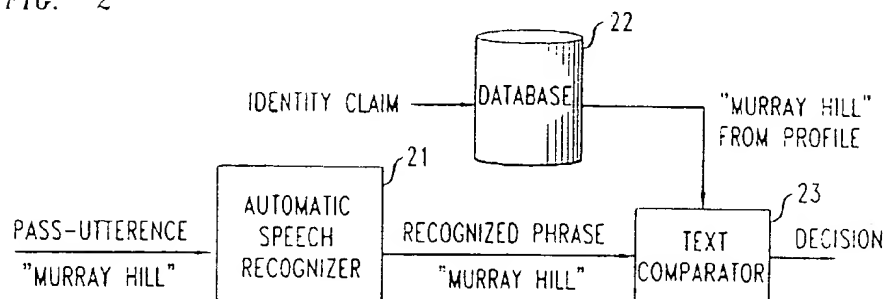 FIG. 2
22
IDENTITY CLAIM
DATABASE
"MURRAY HILL"
FROM PROFILE
21
23
PASS-UTTERENCE
"MURRAY HILL"
AUTOMATIC
SPEECH
RECOGNIZER
RECOGNIZED PHRASE
"MURRAY HILL"
TEXT
COMPARATOR
DECISION